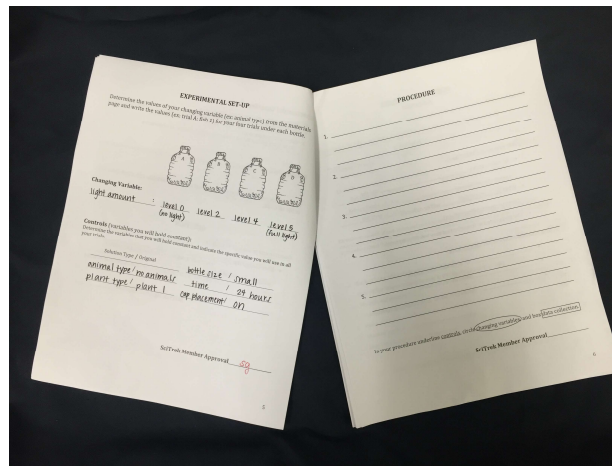 EXPERIMENTAL SET-UP
Determine the values of your changing variable (ex: animal type) from the materials
page and write the values (ex: trial A: fish 2) for your four trials under each bottle.
A B C D
Changing Variable:
light amount : level 0 level 2 level 4 level 5
(no light) (full light)
Controls (variables you will hold constant):
Determine the variables that you will hold constant and indicate the specific value you will use in all
your trials.
Solution Type / Original bottle size / small
animal type / no animals time / 24 hours
plant type / plant 1 cap placement / on
SciTrek Member Approval sg
5
PROCEDURE
1.
2.
3.
4.
5.
In your procedure underline controls, circle changing variables, and box data collection.
SciTrek Member Approval
6